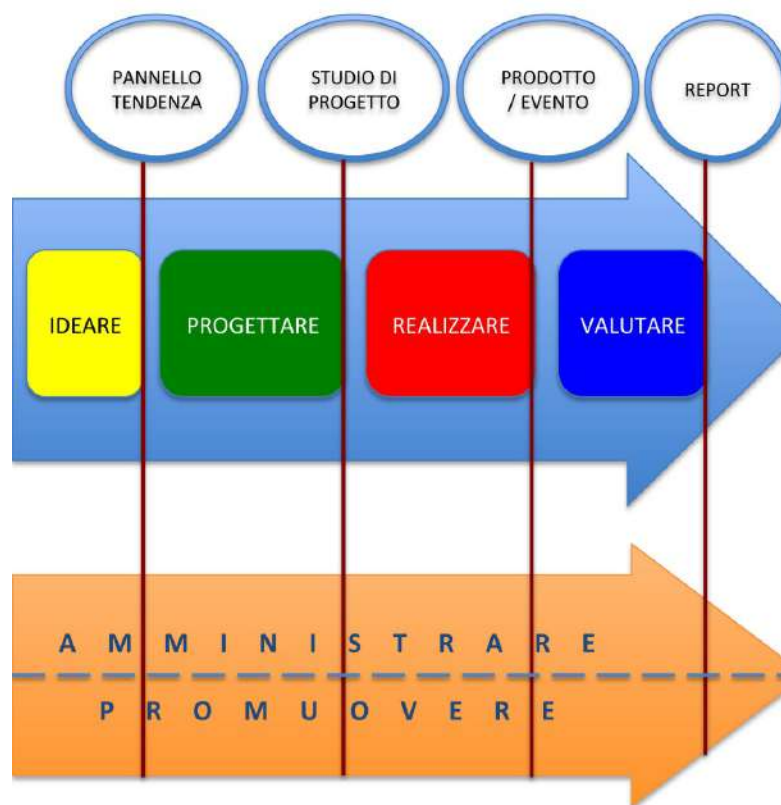 PANNELLO
TENDENZA
STUDIO DI
PROGETTO
PRODOTTO
/ EVENTO
REPORT
IDEARE
PROGETTARE
REALIZZARE
VALUTARE
A M M I N I S T R A R E
P R O M U O V E R E